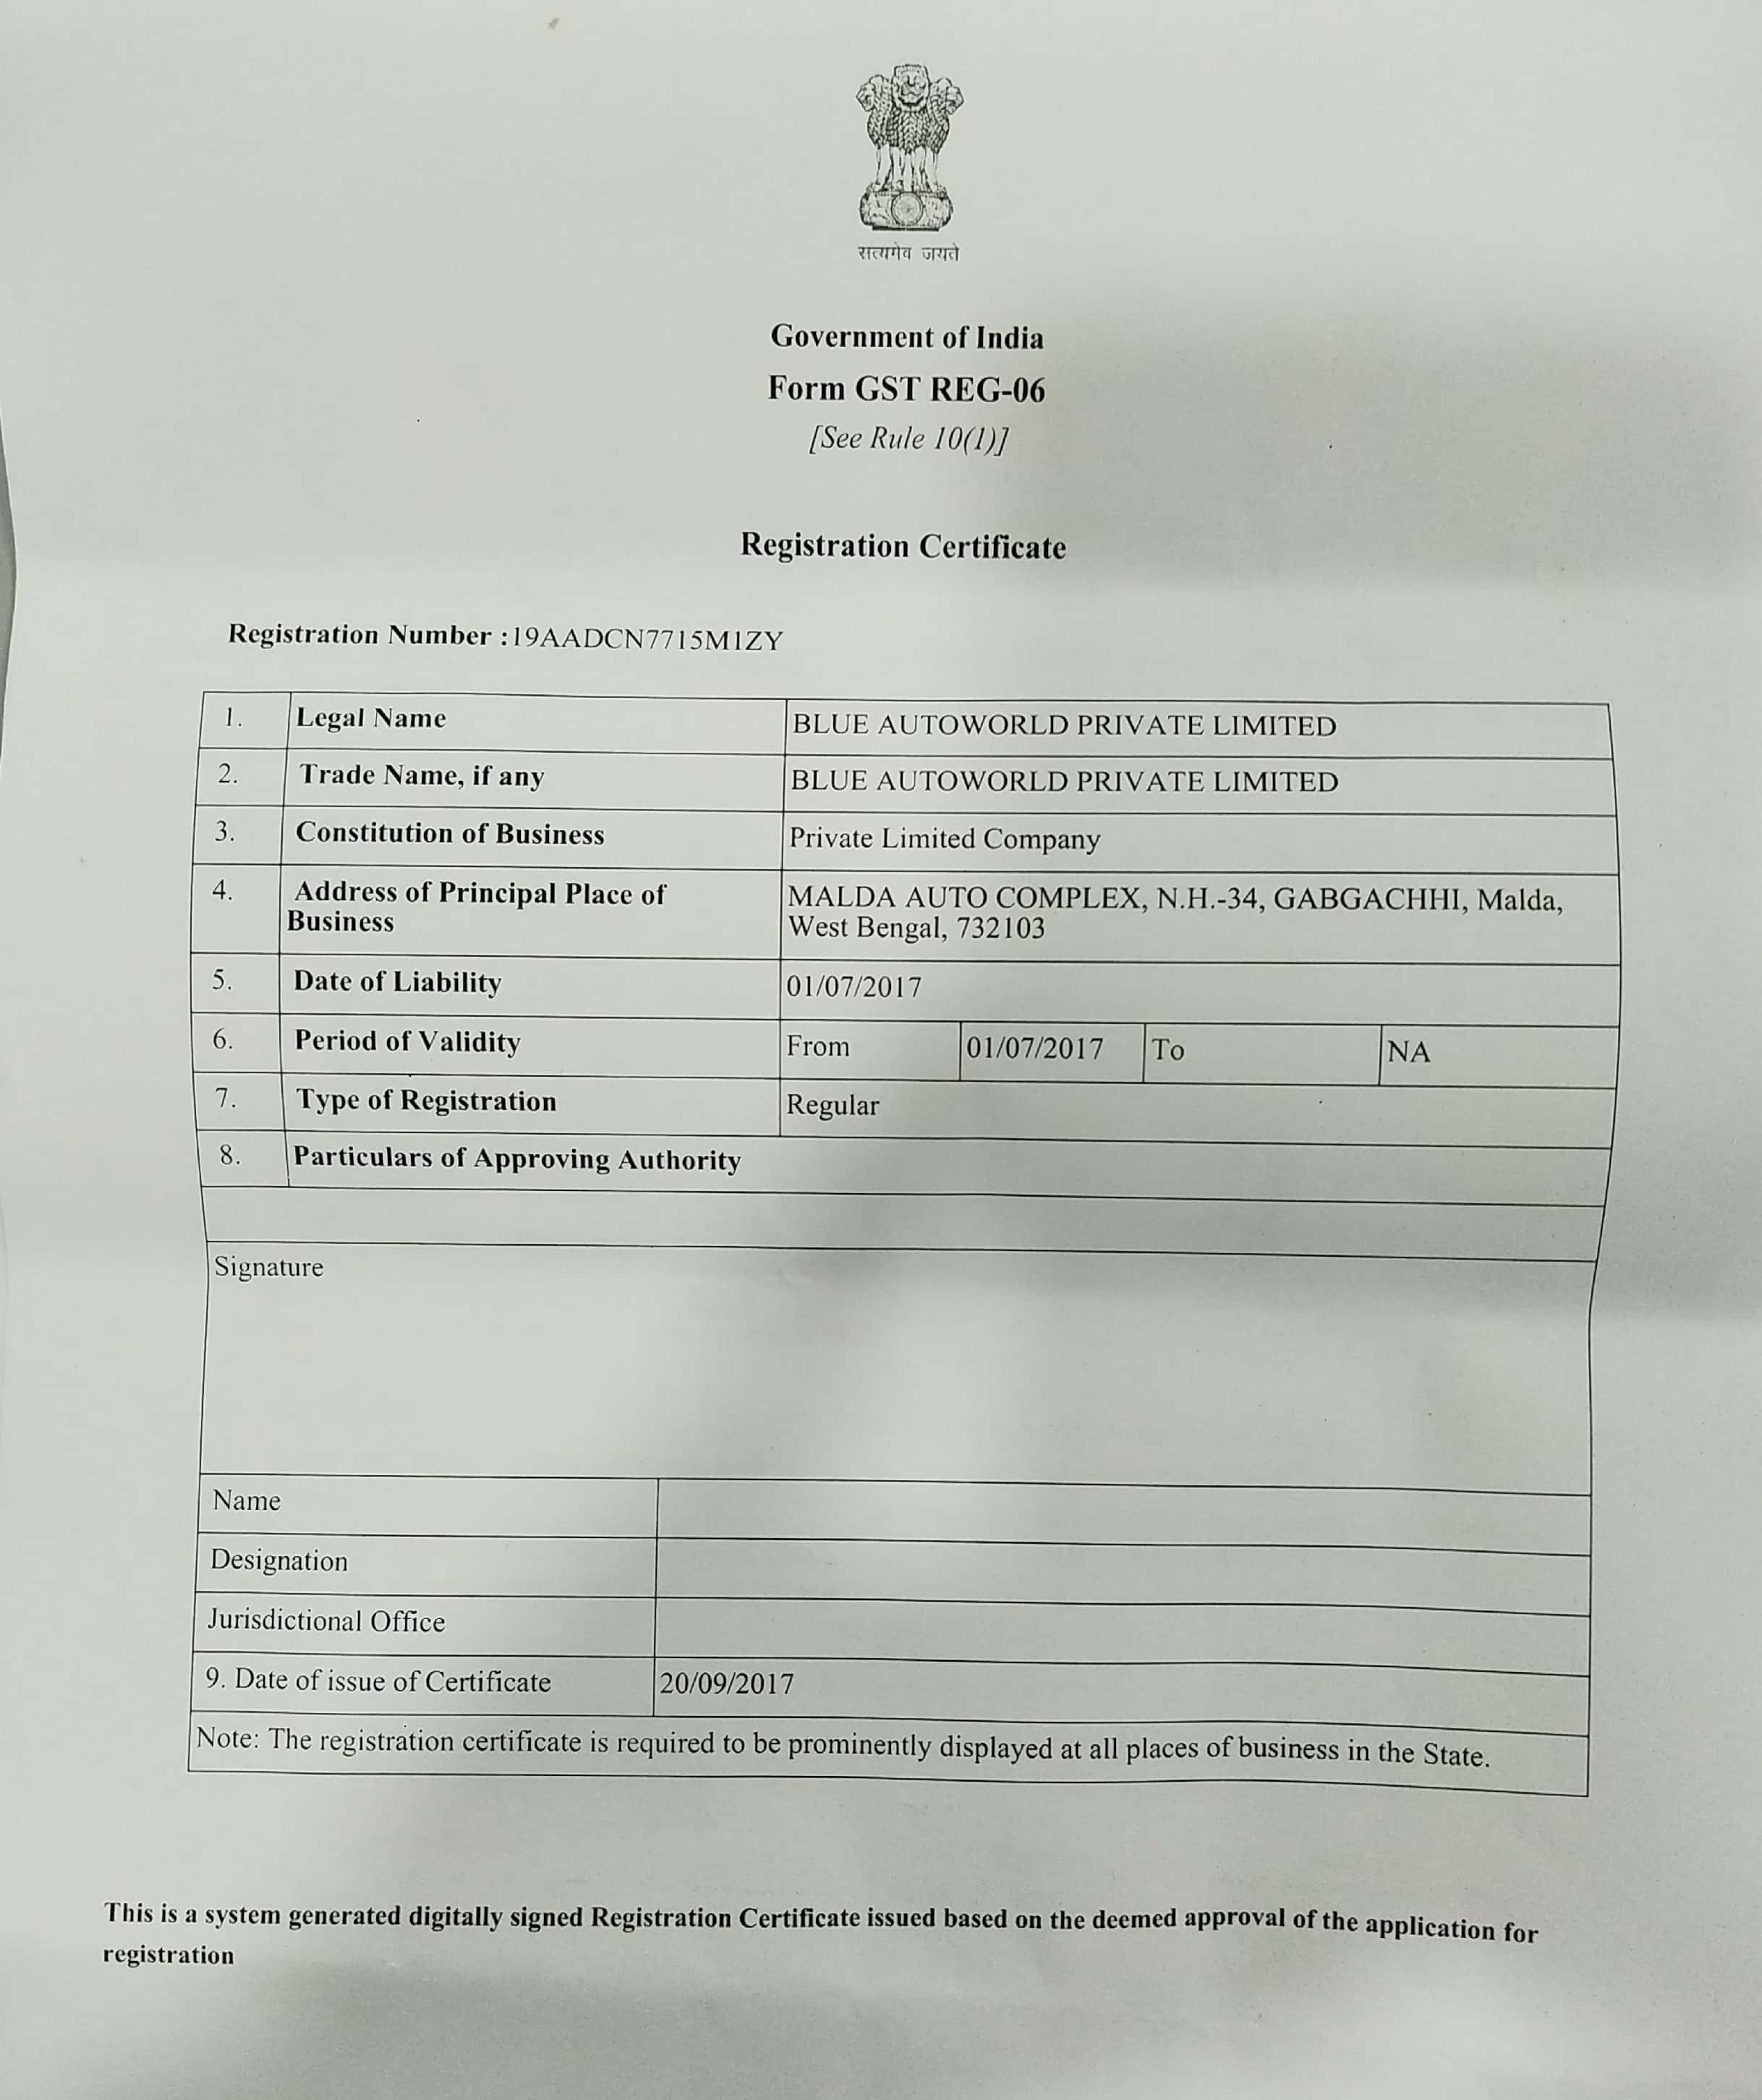 सत्यमेव जयते
Government of India
Form GST REG-06
[See Rule 10(1)]
Registration Certificate
Registration Number :19AADCN7715M1ZY
1. Legal Name BLUE AUTOWORLD PRIVATE LIMITED
2. Trade Name, if any BLUE AUTOWORLD PRIVATE LIMITED
3. Constitution of Business Private Limited Company
4. Address of Principal Place of Business MALDA AUTO COMPLEX, N.H.-34, GABGACHHI, Malda,
West Bengal, 732103
5. Date of Liability 01/07/2017
6. Period of Validity From 01/07/2017 To NA
7. Type of Registration Regular
8. Particulars of Approving Authority
Signature
Name
Designation
Jurisdictional Office
9. Date of issue of Certificate 20/09/2017
Note: The registration certificate is required to be prominently displayed at all places of business in the State.
This is a system generated digitally signed Registration Certificate issued based on the deemed approval of the application for
registration